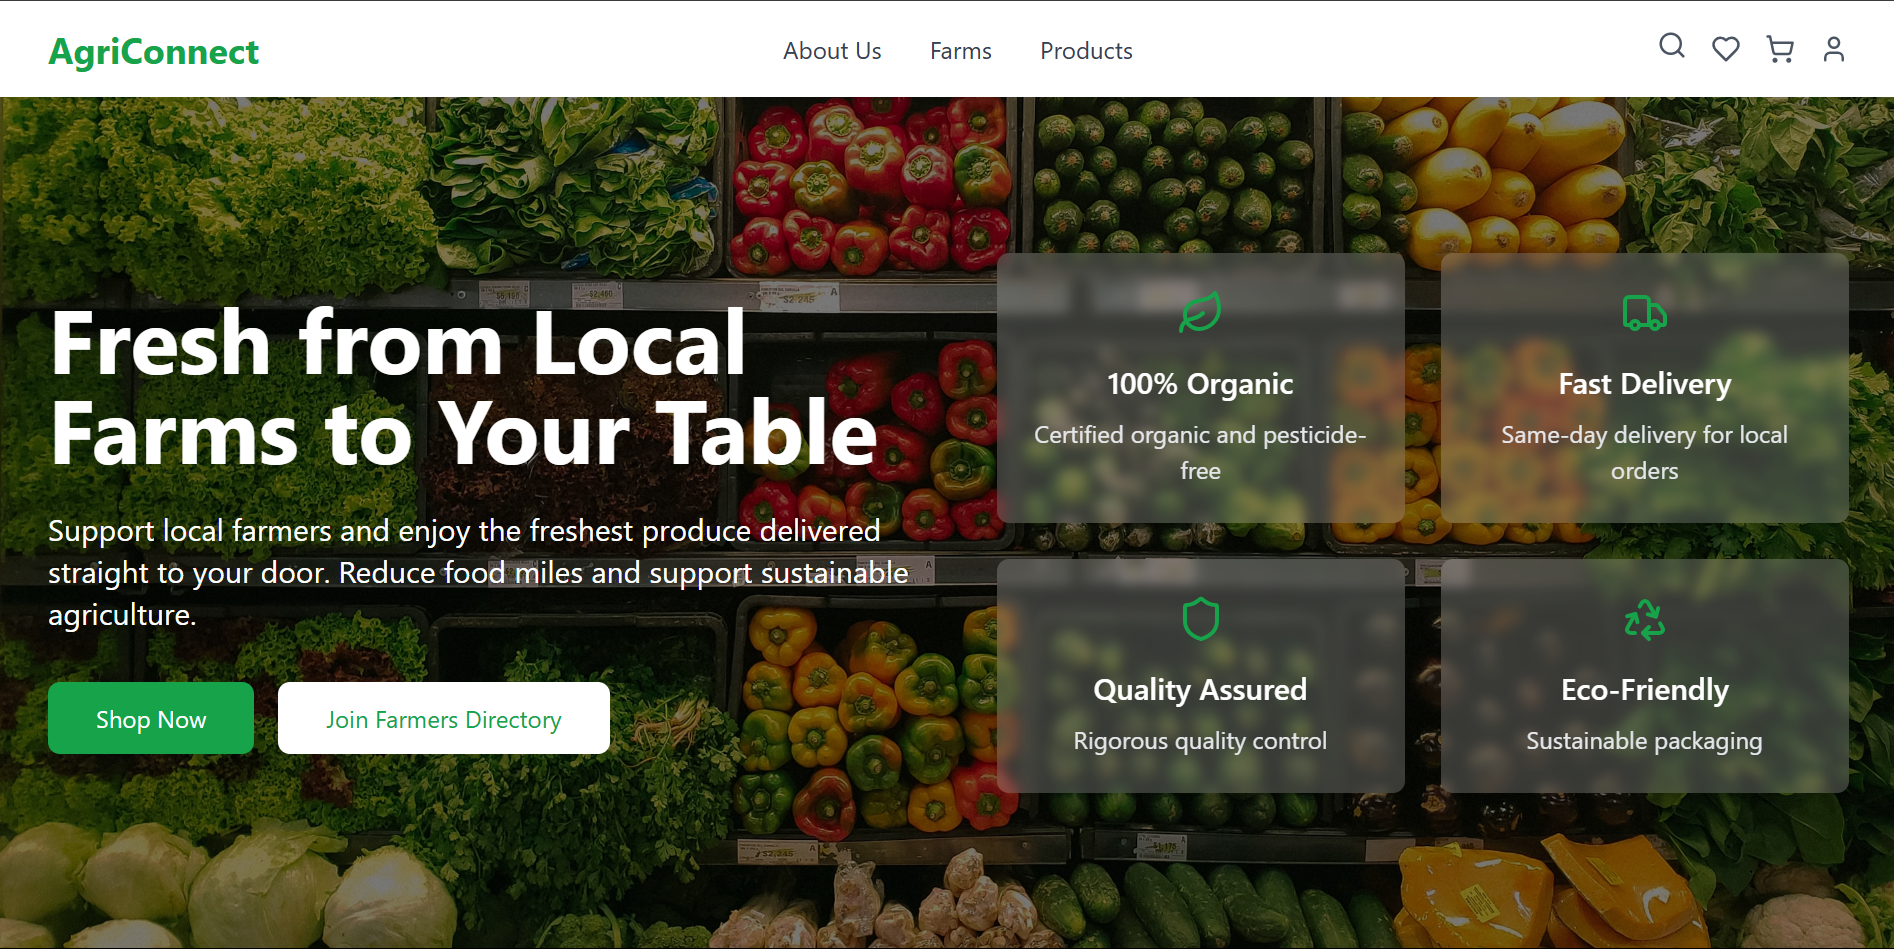 AgriConnect
About Us
Farms
Products
Fresh from Local
Farms to Your Table
Support local farmers and enjoy the freshest produce delivered
straight to your door. Reduce food miles and support sustainable
agriculture.
Shop Now
Join Farmers Directory
100% Organic
Certified organic and pesticide-
free
Fast Delivery
Same-day delivery for local
orders
Quality Assured
Rigorous quality control
Eco-Friendly
Sustainable packaging